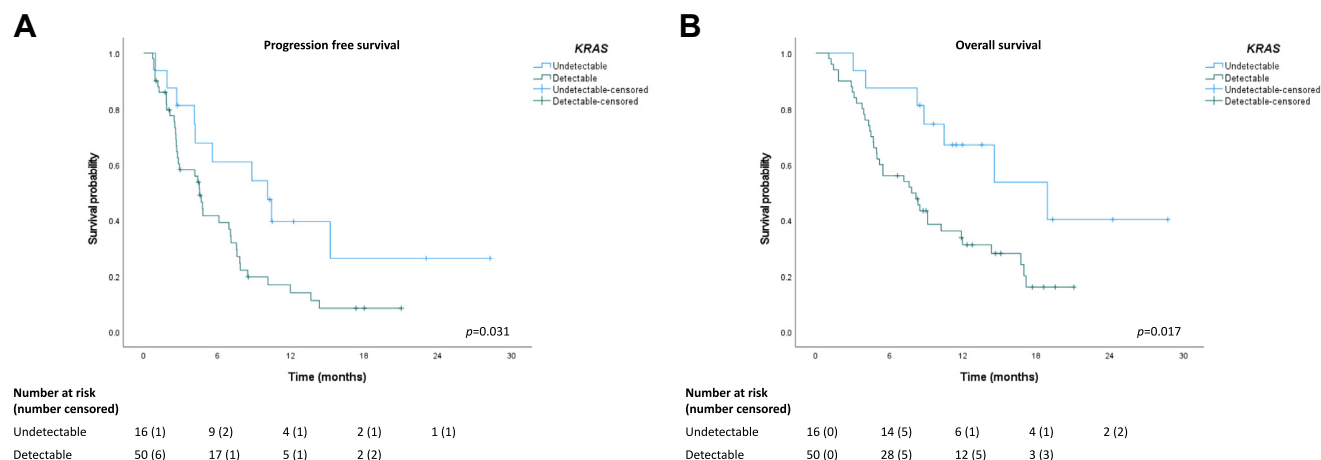 A
Progression free survival
KRAS
Undetectable
Detectable
Undetectable-censored
Detectable-censored
Survival probability
1.0
0.8
0.6
0.4
0.2
0.0
p=0.031
0 6 12 18 24 30
Time (months)
Number at risk
(number censored)
Undetectable 16 (1) 9 (2) 4 (1) 2 (1) 1 (1)
Detectable 50 (6) 17 (1) 5 (1) 2 (2)
B
Overall survival
KRAS
Undetectable
Detectable
Undetectable-censored
Detectable-censored
Survival probability
1.0
0.8
0.6
0.4
0.2
0.0
p=0.017
0 6 12 18 24 30
Time (months)
Number at risk
(number censored)
Undetectable 16 (0) 14 (5) 6 (1) 4 (1) 2 (2)
Detectable 50 (0) 28 (5) 12 (5) 3 (3)